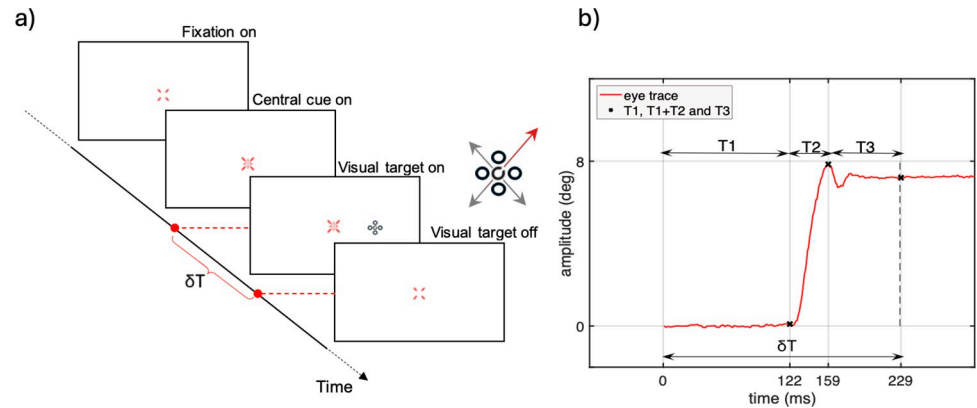 a)
Fixation on
Central cue on
Visual target on
Visual target off
δT
Time
b)
eye trace
T1, T1+T2 and T3
T1
T2
T3
8
0
amplitude (deg)
δT
0
122
159
229
time (ms)